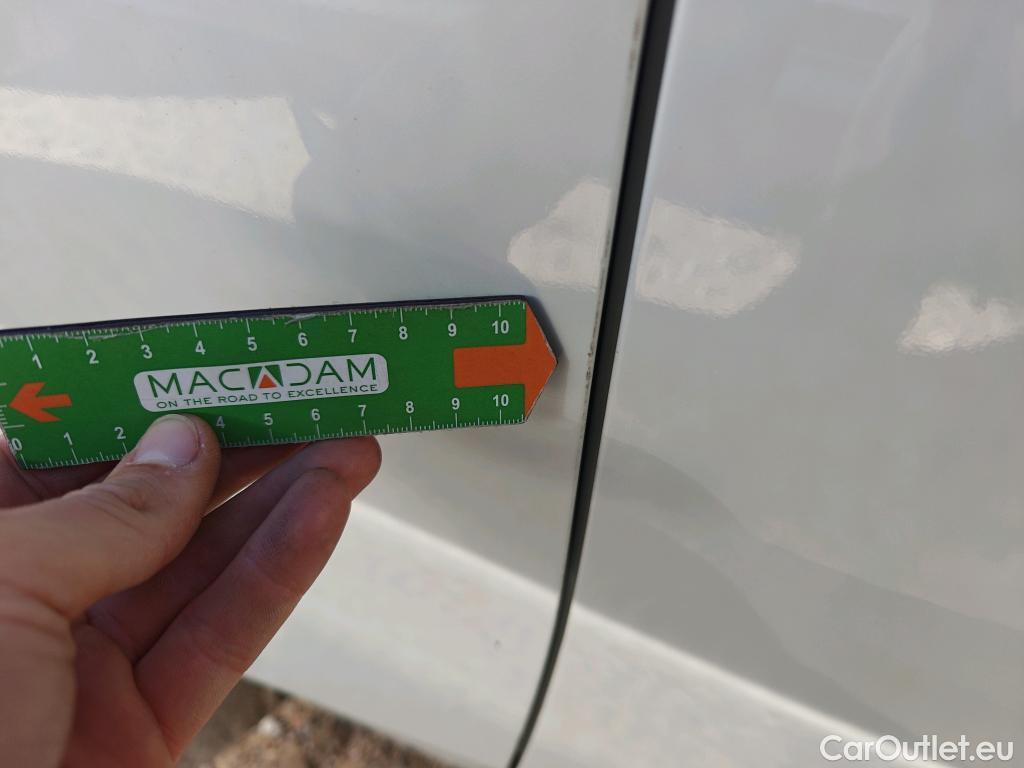 1 2 3 4 5 6 7 8 9 10
MACADAM
ON THE ROAD TO EXCELLENCE
0 1 2 4 5 6 7 8 9 10
CarOutlet.eu